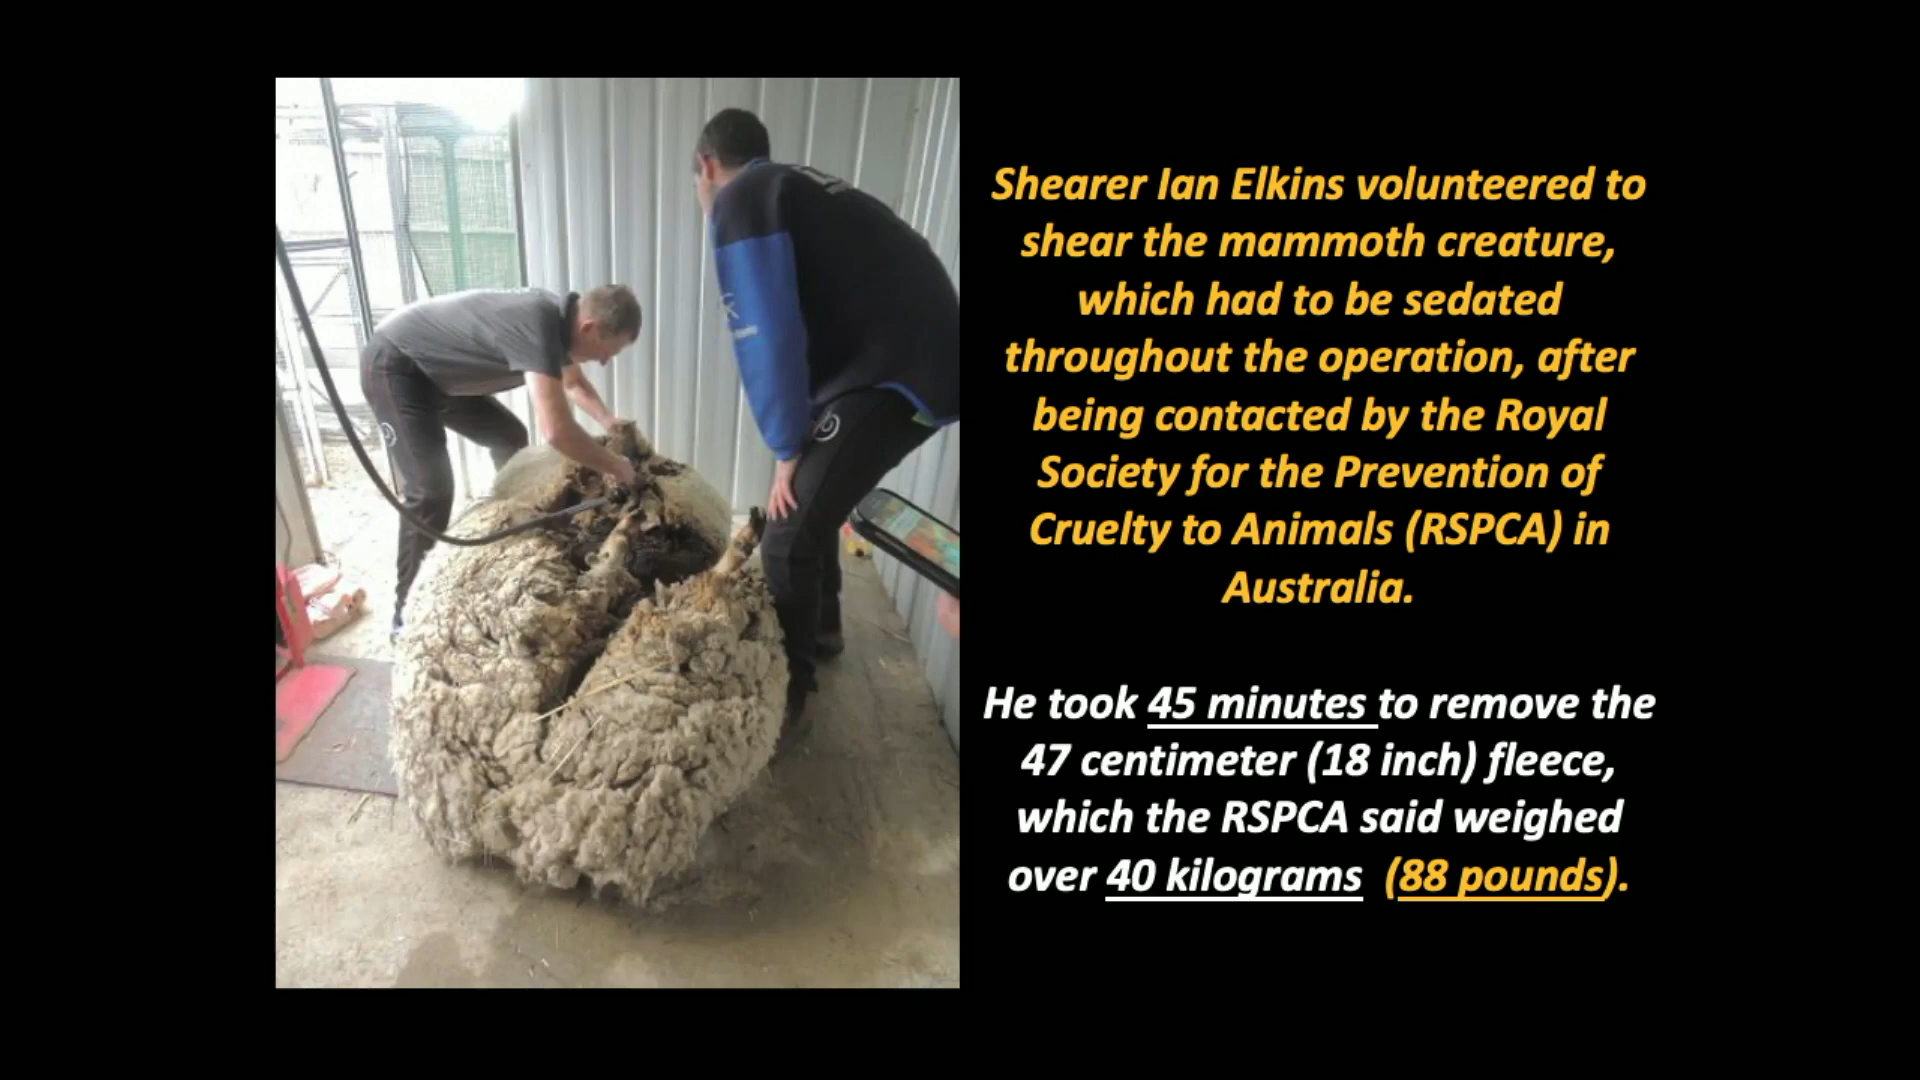 Shearer Ian Elkins volunteered to
shear the mammoth creature,
which had to be sedated
throughout the operation, after
being contacted by the Royal
Society for the Prevention of
Cruelty to Animals (RSPCA) in
Australia.
He took 45 minutes to remove the
47 centimeter (18 inch) fleece,
which the RSPCA said weighed
over 40 kilograms (88 pounds).